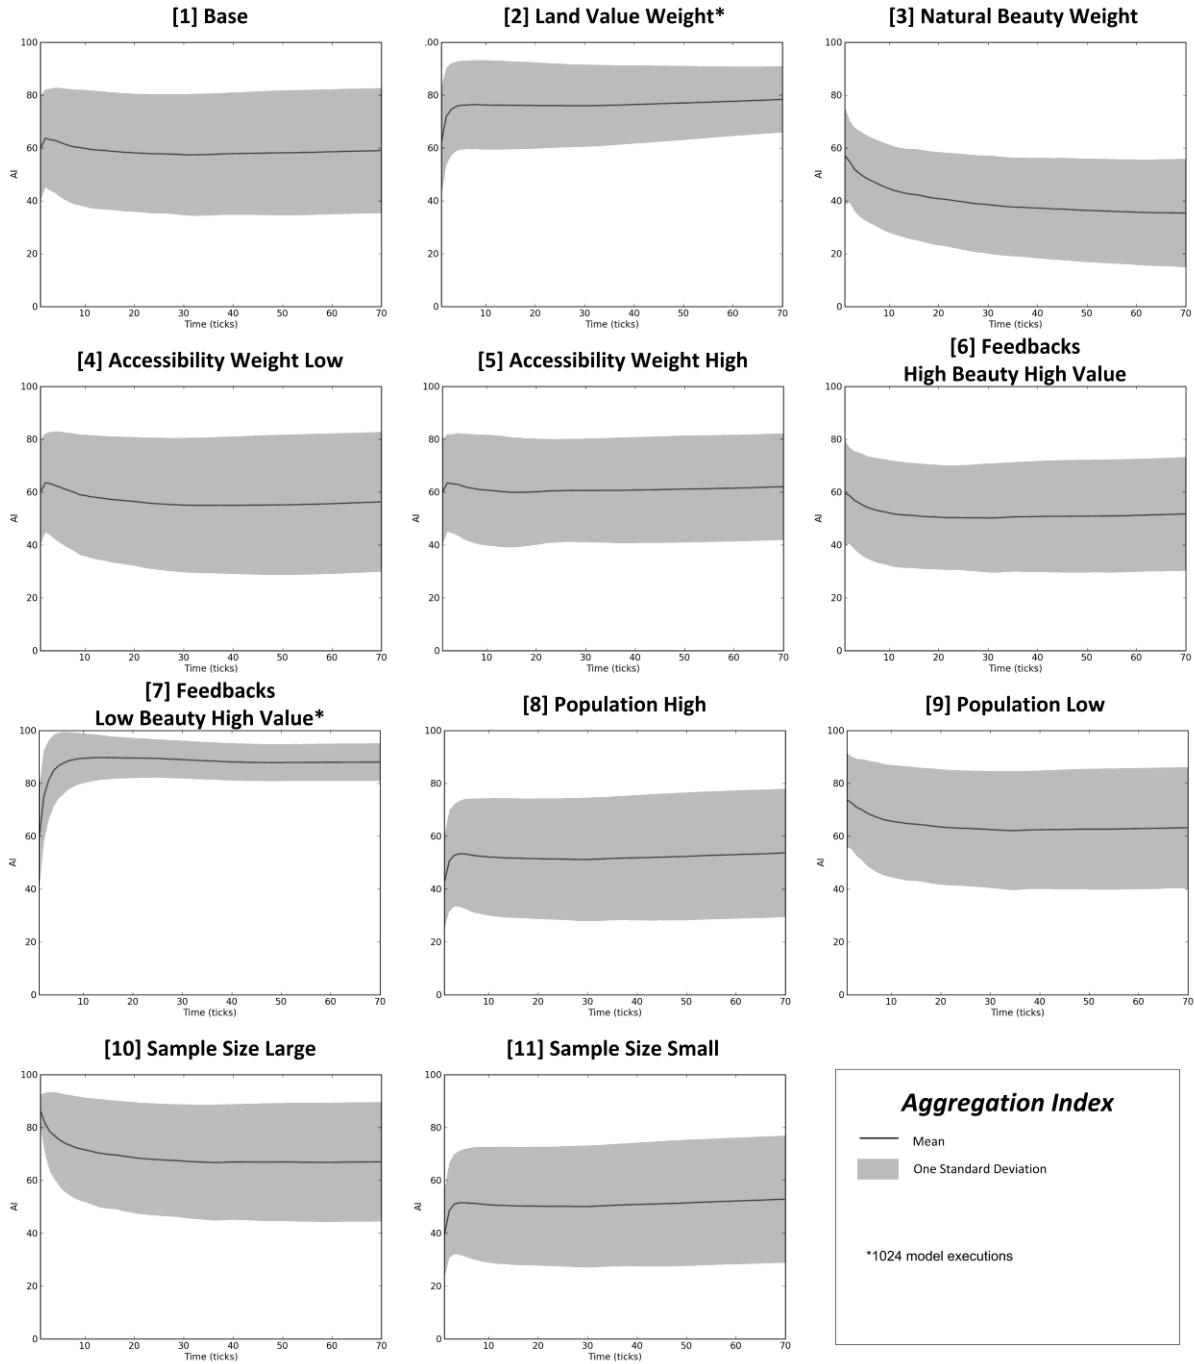 [1] Base
[2] Land Value Weight*
[3] Natural Beauty Weight
100
80
60
40
20
0
AI
10 20 30 40 50 60 70
Time (ticks)
.00
80
60
40
20
0
10 20 30 40 50 60 70
Time (ticks)
100
80
60
40
20
0
AI
10 20 30 40 50 60 70
Time (ticks)
[4] Accessibility Weight Low
[5] Accessibility Weight High
[6] Feedbacks
High Beauty High Value
100
80
60
40
20
0
AI
10 20 30 40 50 60 70
Time (ticks)
100
80
60
40
20
0
AI
10 20 30 40 50 60 70
Time (ticks)
100
80
60
40
20
0
AI
10 20 30 40 50 60 70
Time (ticks)
[7] Feedbacks
Low Beauty High Value*
[8] Population High
[9] Population Low
100
80
60
40
20
0
AI
10 20 30 40 50 60 70
Time (ticks)
100
80
60
40
20
0
AI
10 20 30 40 50 60 70
Time (ticks)
100
80
60
40
20
0
AI
10 20 30 40 50 60 70
Time (ticks)
[10] Sample Size Large
[11] Sample Size Small
100
80
60
40
20
0
AI
10 20 30 40 50 60 70
Time (ticks)
100
80
60
40
20
0
AI
10 20 30 40 50 60 70
Time (ticks)
Aggregation Index
Mean
One Standard Deviation
*1024 model executions